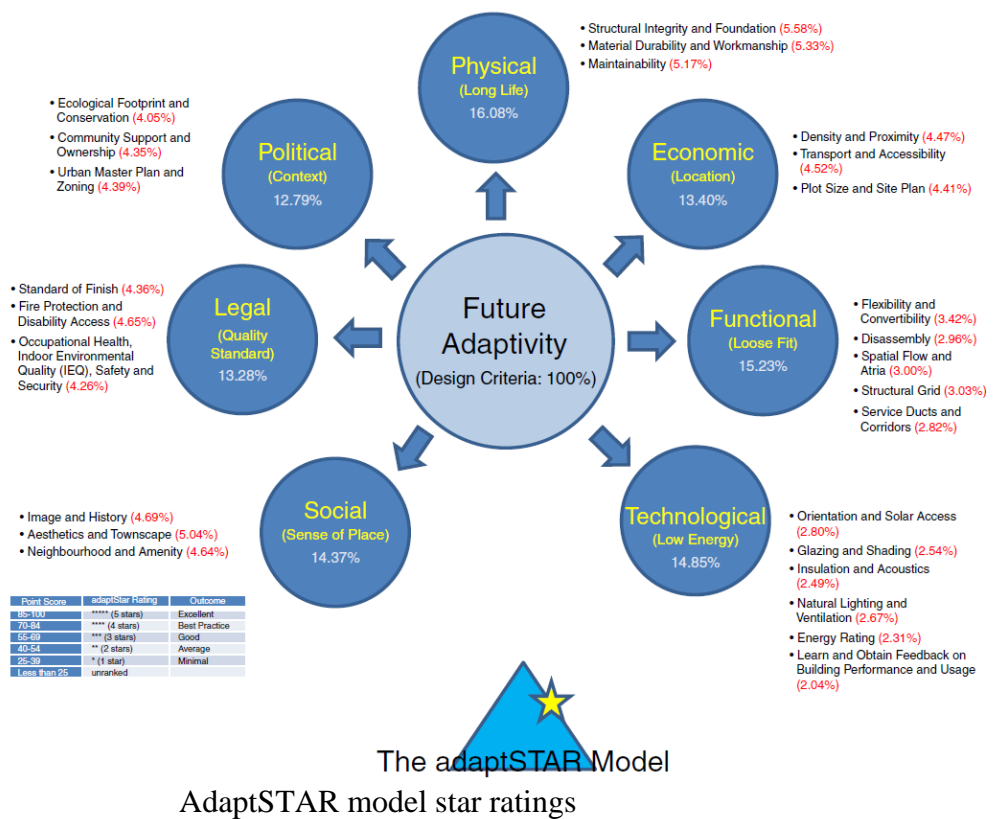 • Structural Integrity and Foundation (5.58%)
• Material Durability and Workmanship (5.33%)
• Maintainability (5.17%)
Physical
(Long Life)
16.08%
• Ecological Footprint and
Conservation (4.05%)
• Community Support and
Ownership (4.35%)
• Urban Master Plan and
Zoning (4.39%)
Political
(Context)
12.79%
Economic
(Location)
13.40%
• Density and Proximity (4.47%)
• Transport and Accessibility
(4.52%)
• Plot Size and Site Plan (4.41%)
• Standard of Finish (4.36%)
• Fire Protection and
Disability Access (4.65%)
• Occupational Health,
Indoor Environmental
Quality (IEQ), Safety and
Security (4.26%)
Legal
(Quality
Standard)
13.28%
Future
Adaptivity
(Design Criteria: 100%)
Functional
(Loose Fit)
15.23%
• Flexibility and
Convertibility (3.42%)
• Disassembly (2.96%)
• Spatial Flow and
Atria (3.00%)
• Structural Grid (3.03%)
• Service Ducts and
Corridors (2.82%)
• Image and History (4.69%)
• Aesthetics and Townscape (5.04%)
• Neighbourhood and Amenity (4.64%)
Social
(Sense of Place)
14.37%
Technological
(Low Energy)
14.85%
• Orientation and Solar Access
(2.80%)
• Glazing and Shading (2.54%)
• Insulation and Acoustics
(2.49%)
• Natural Lighting and
Ventilation (2.67%)
• Energy Rating (2.31%)
• Learn and Obtain Feedback on
Building Performance and Usage
(2.04%)
Point Score adaptStar Rating Outcome
85-100 ***** (5 stars) Excellent
70-84 **** (4 stars) Best Practice
55-69 *** (3 stars) Good
40-54 ** (2 stars) Average
25-39 * (1 star) Minimal
Less than 25 unranked
The adaptSTAR Model
AdaptSTAR model star ratings